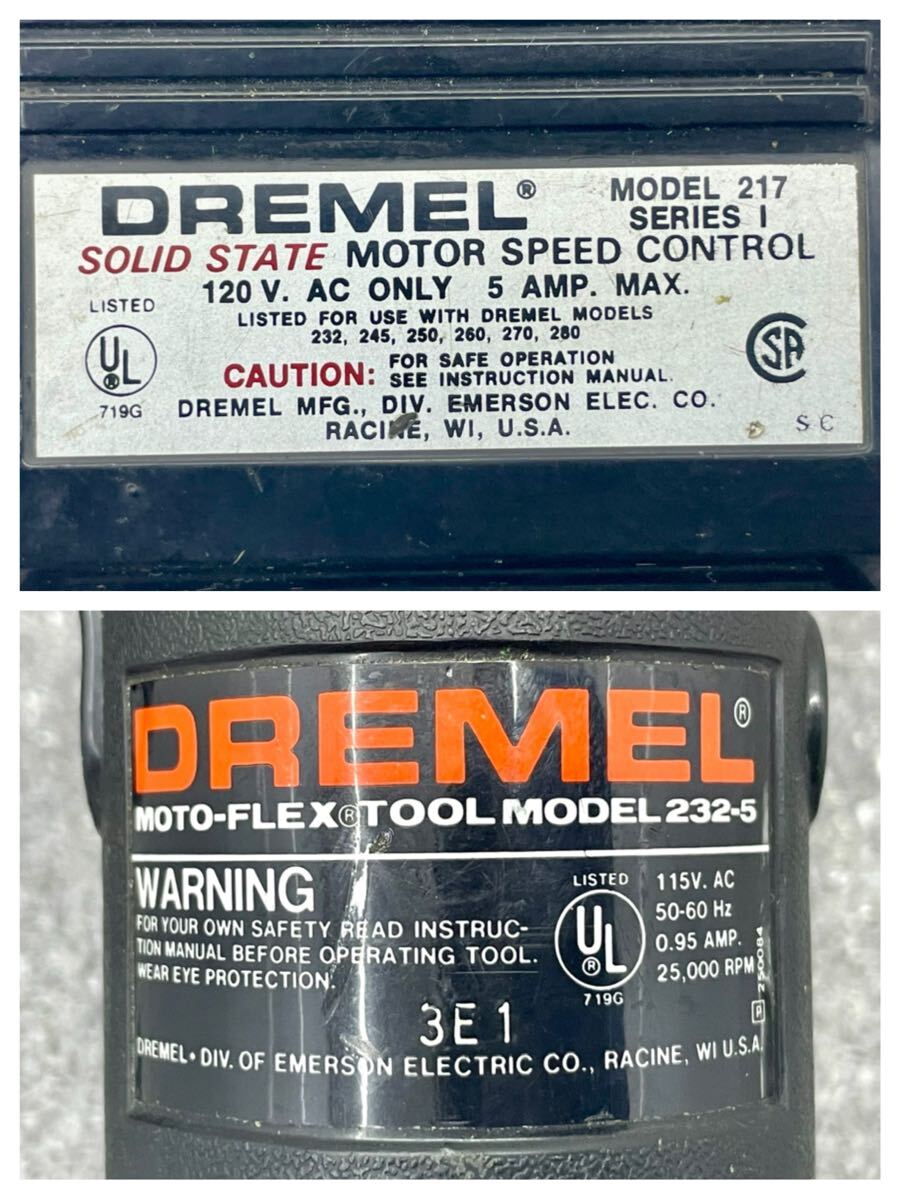 DREMEL® MODEL 217
SERIES I
SOLID STATE MOTOR SPEED CONTROL
120 V. AC ONLY 5 AMP. MAX.
LISTED FOR USE WITH DREMEL MODELS
232, 245, 250, 260, 270, 280
LISTED
UL®
719G
CAUTION: FOR SAFE OPERATION
SEE INSTRUCTION MANUAL.
SA
DREMEL MFG., DIV. EMERSON ELEC. CO.
RACINE, WI, U.S.A.
S C
DREMEL®
MOTO-FLEX® TOOL MODEL 232-5
WARNING
FOR YOUR OWN SAFETY READ INSTRUC-
TION MANUAL BEFORE OPERATING TOOL.
WEAR EYE PROTECTION.
LISTED
UL®
719G
115V. AC
50-60 Hz
0.95 AMP.
25,000 RPM
P 250084
3E1
DREMEL • DIV. OF EMERSON ELECTRIC CO., RACINE, WI U.S.A.